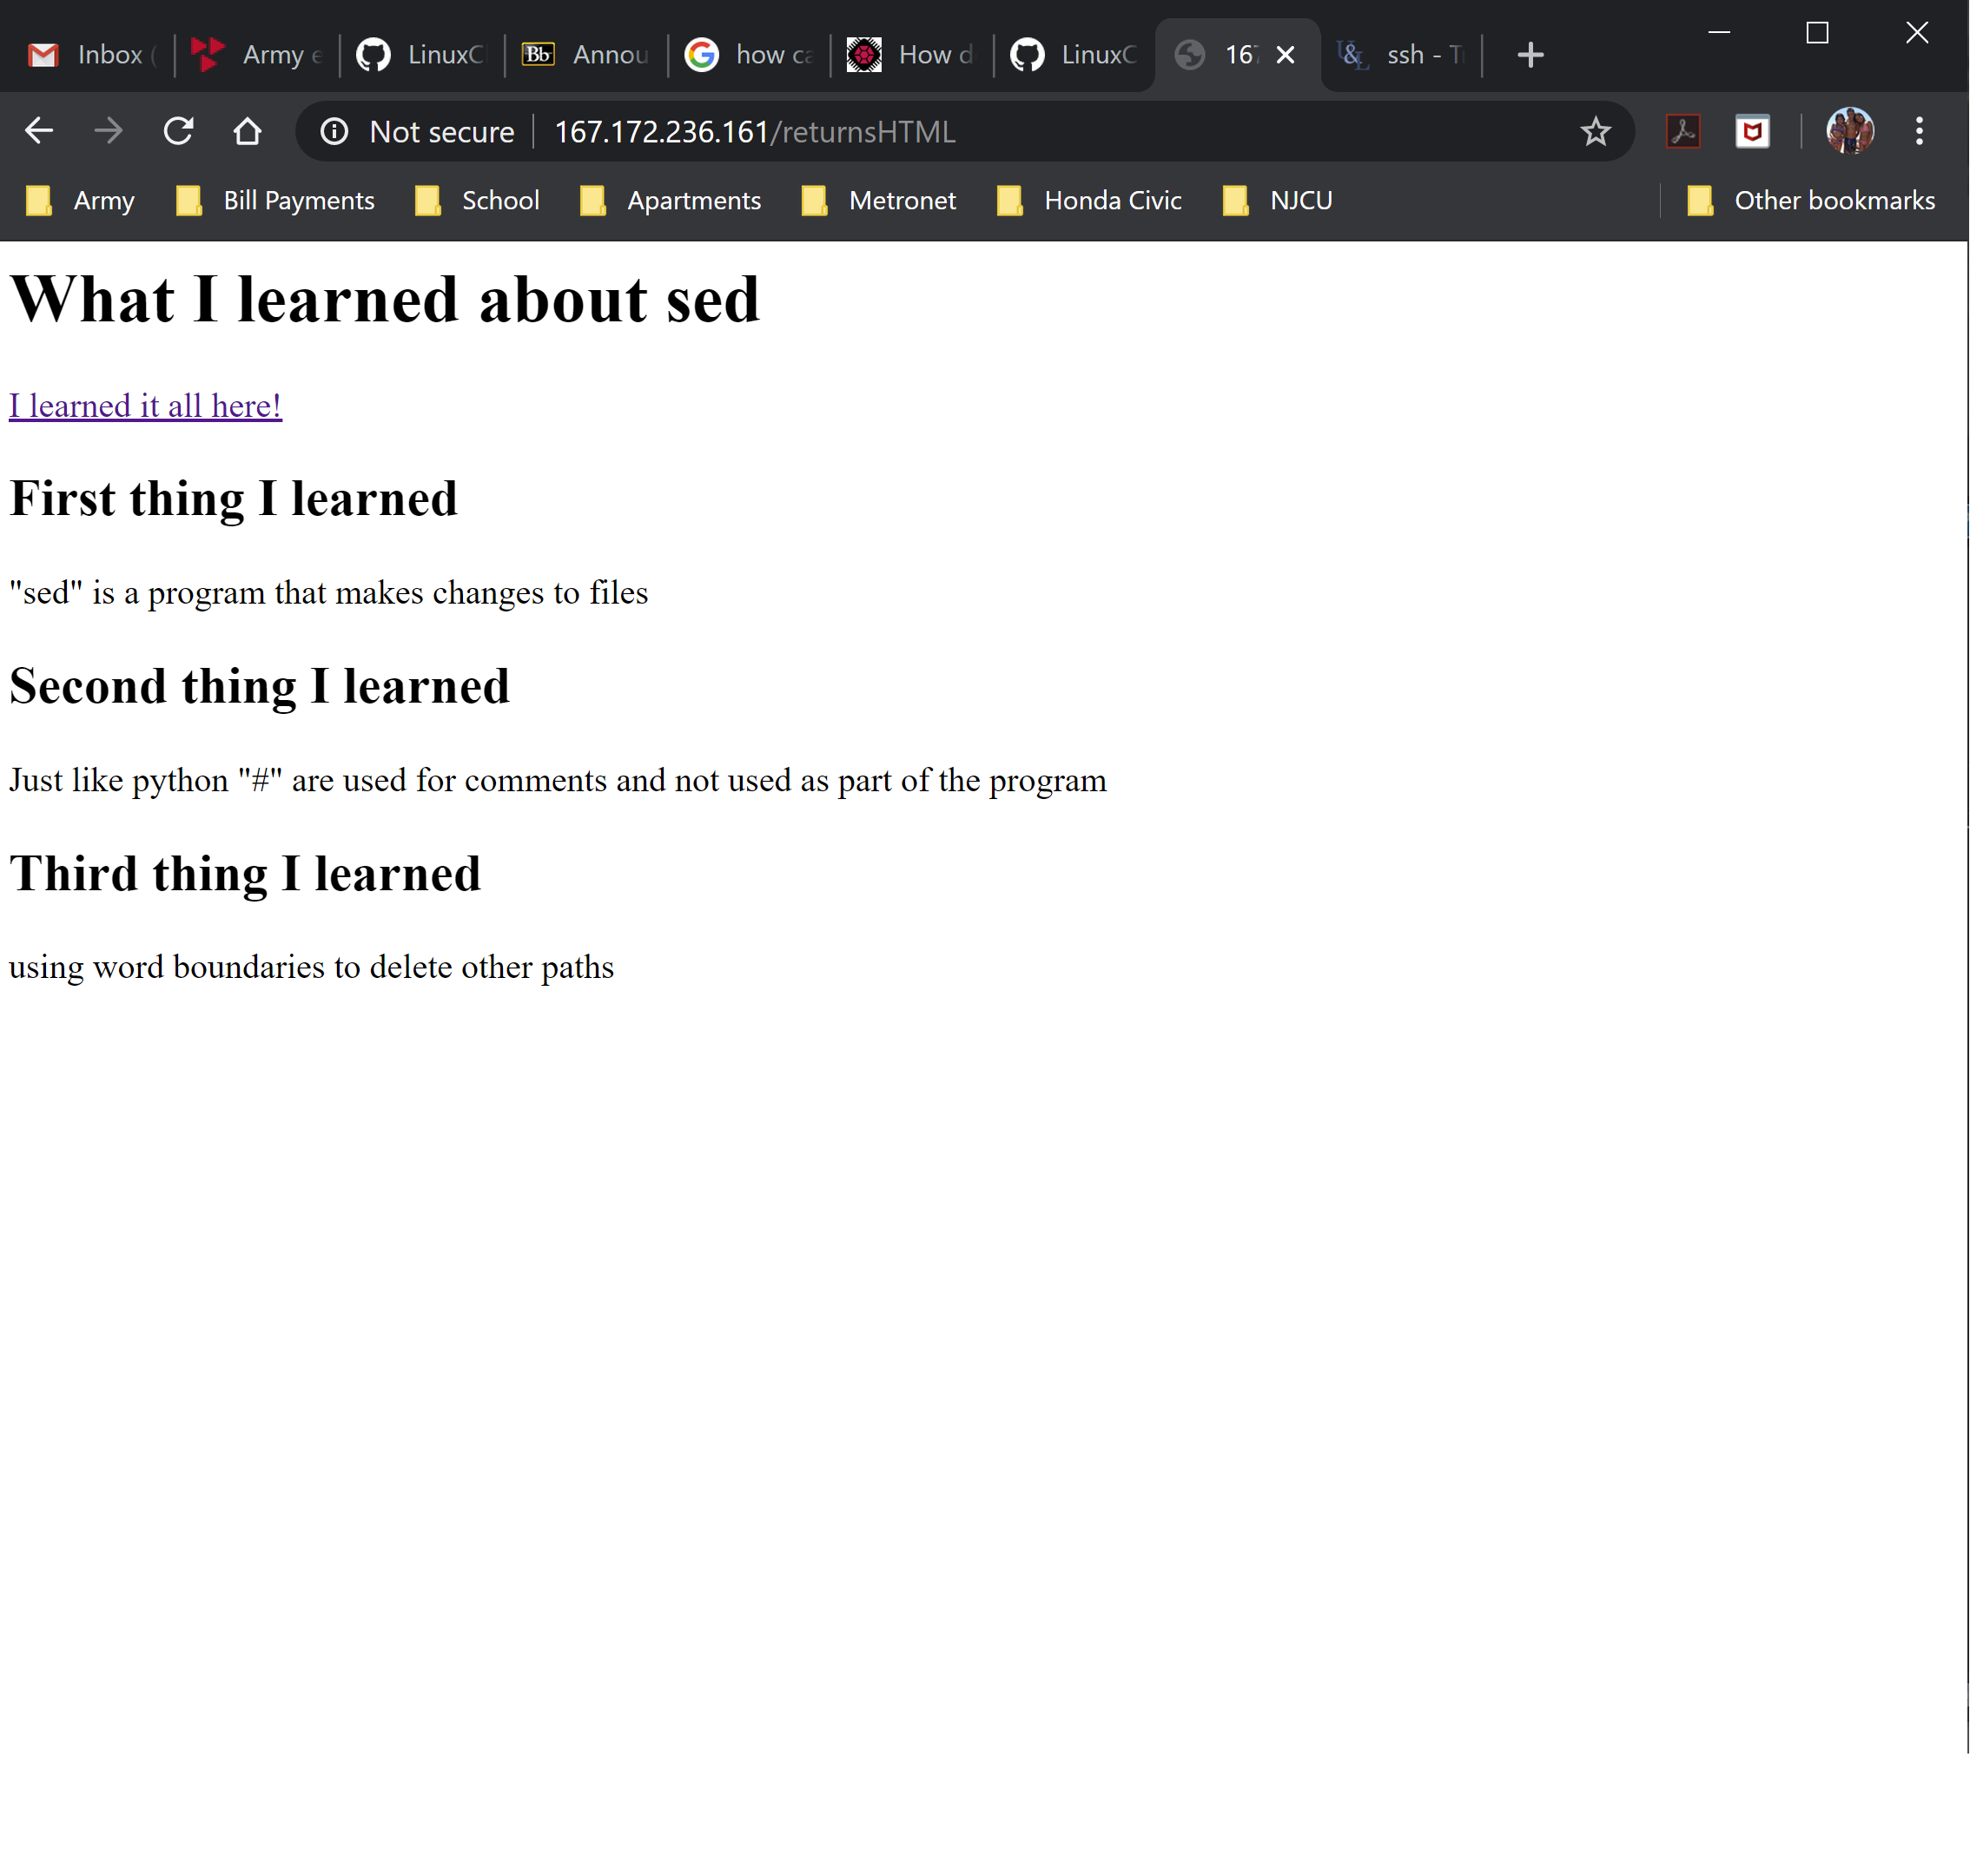 Inbox (
Army e
LinuxC
Bb Annou
how ca
How d
LinuxC
167
ssh - T
Not secure 167.172.236.161/returnsHTML
Army Bill Payments School Apartments Metronet Honda Civic NJCU Other bookmarks
What I learned about sed
I learned it all here!
First thing I learned
"sed" is a program that makes changes to files
Second thing I learned
Just like python "#" are used for comments and not used as part of the program
Third thing I learned
using word boundaries to delete other paths